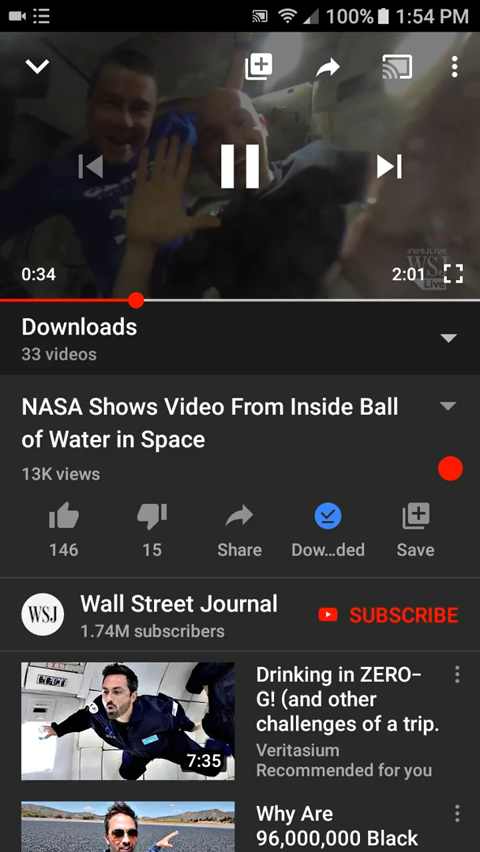 100% 1:54 PM
0:34
2:01
#WSJLIVE
WSJ
Live
Downloads
33 videos
NASA Shows Video From Inside Ball
of Water in Space
13K views
146
15
Share
Dow...ded
Save
WSJ
Wall Street Journal
1.74M subscribers
SUBSCRIBE
Drinking in ZERO-
G! (and other
challenges of a trip.
Veritasium
Recommended for you
7:35
Why Are
96,000,000 Black